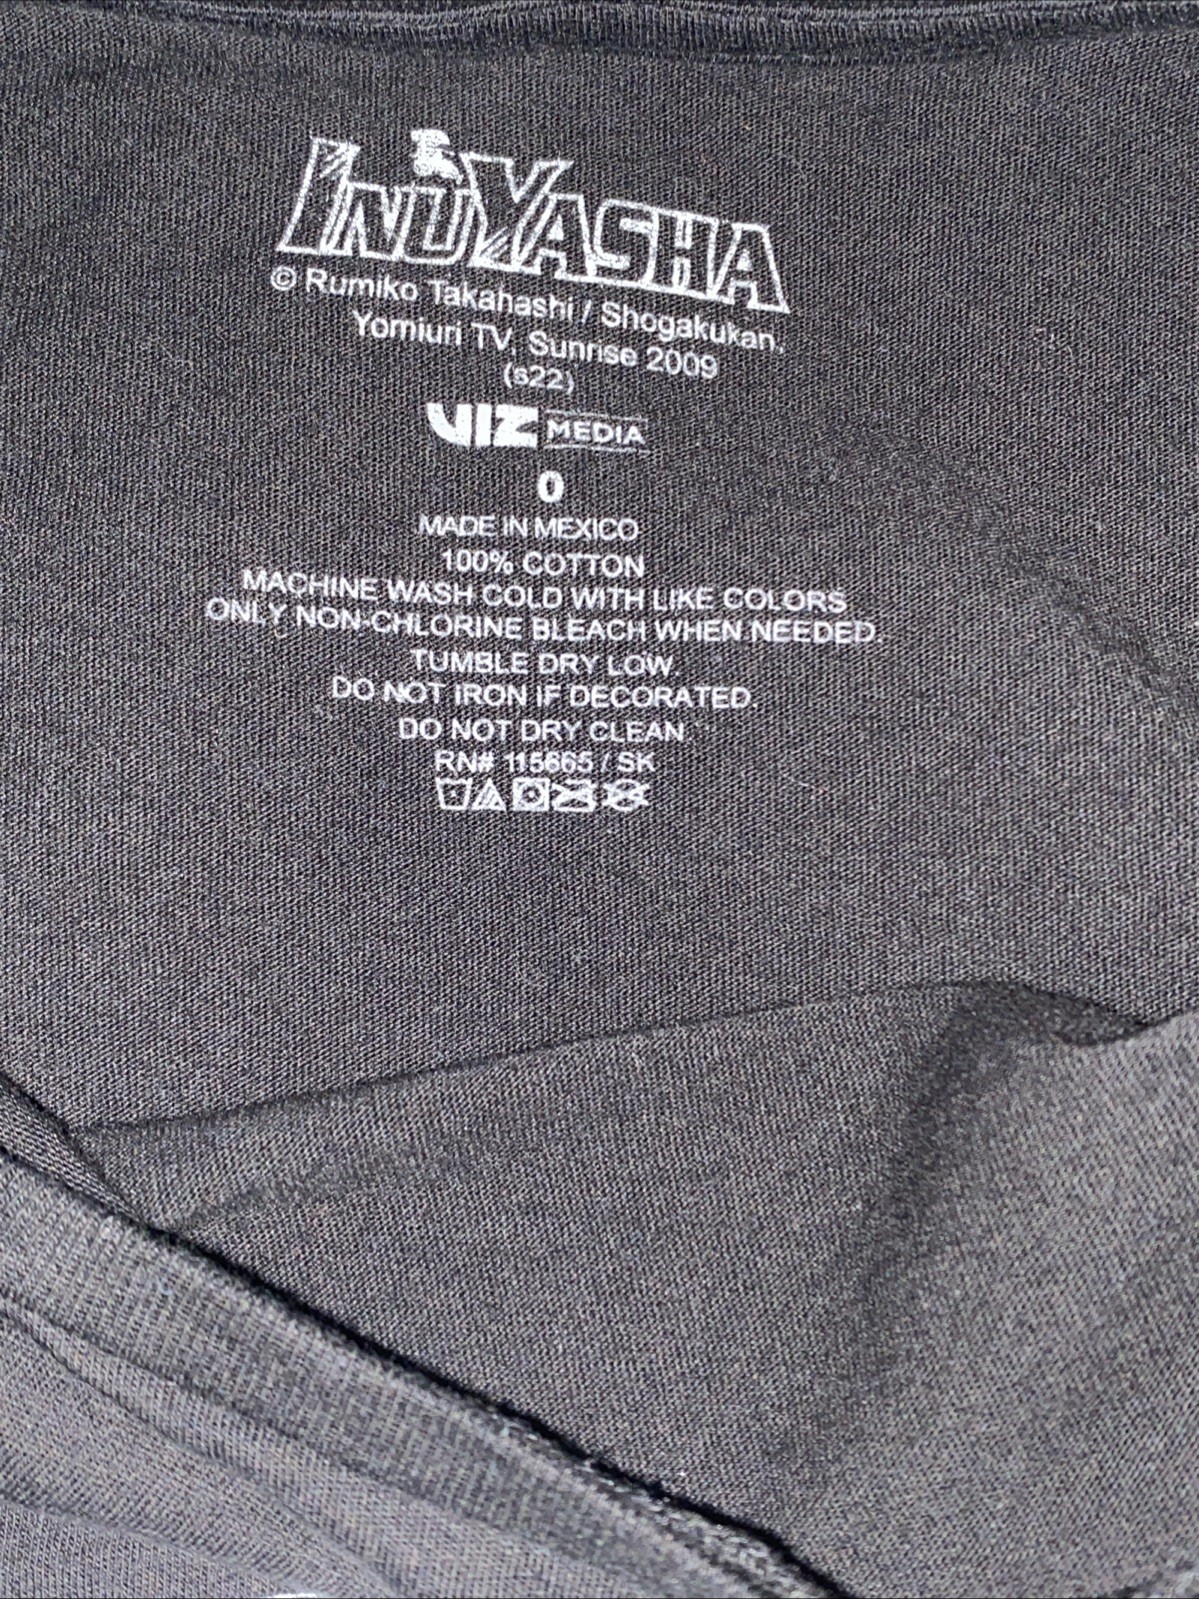 INUYASHA
© Rumiko Takahashi / Shogakukan,
Yomiuri TV, Sunrise 2009
(s22)
VIZ MEDIA
0
MADE IN MEXICO
100% COTTON
MACHINE WASH COLD WITH LIKE COLORS
ONLY NON-CHLORINE BLEACH WHEN NEEDED.
TUMBLE DRY LOW.
DO NOT IRON IF DECORATED.
DO NOT DRY CLEAN.
RN# 115665 / SK